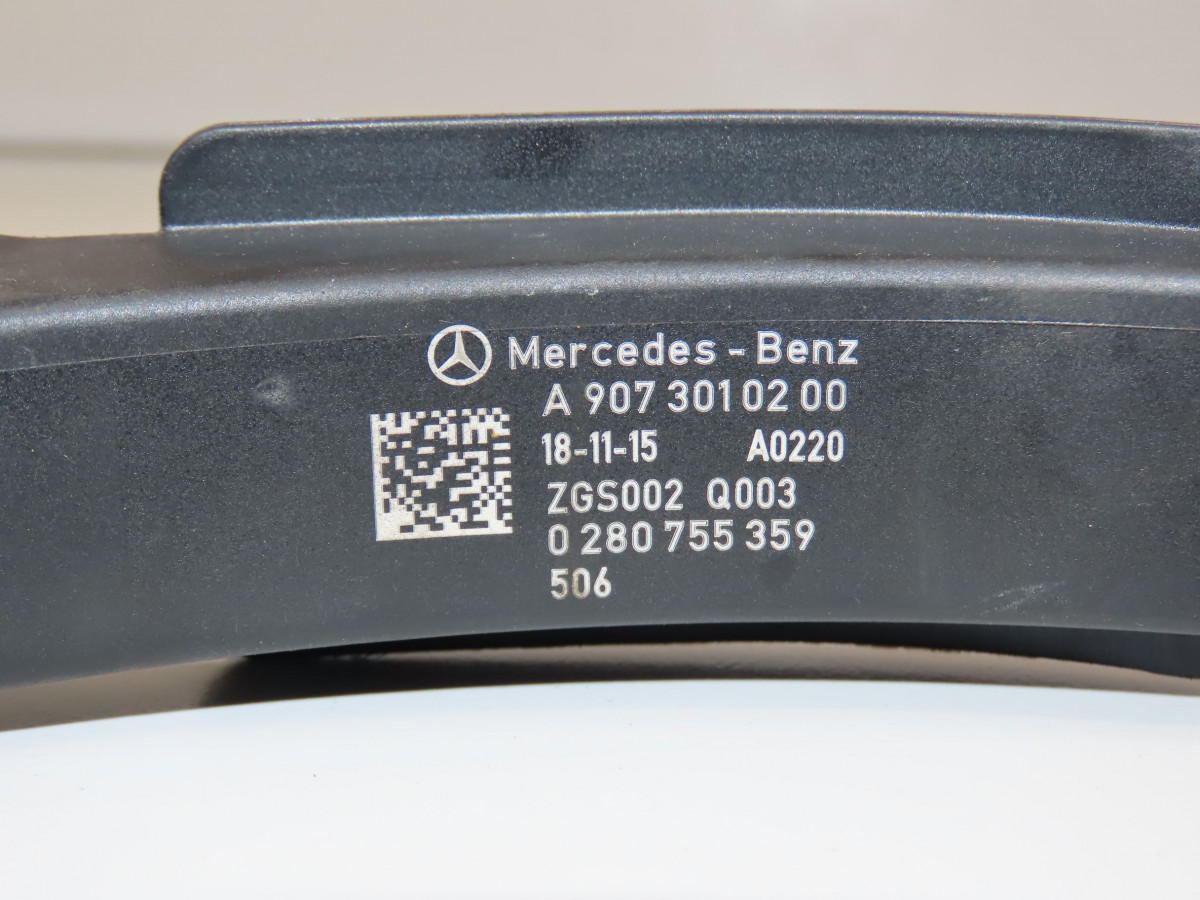 Mercedes-Benz
A 907 301 02 00
18-11-15 A0220
ZGS002 Q003
0 280 755 359
506